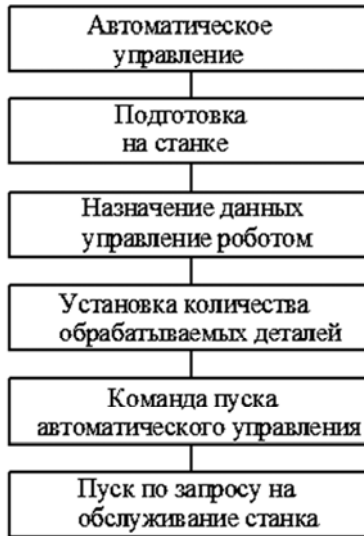 Автоматическое
управление
Подготовка
на станке
Назначение данных
управление роботом
Установка количества
обрабатываемых деталей
Команда пуска
автоматического управления
Пуск по запросу на
обслуживание станка